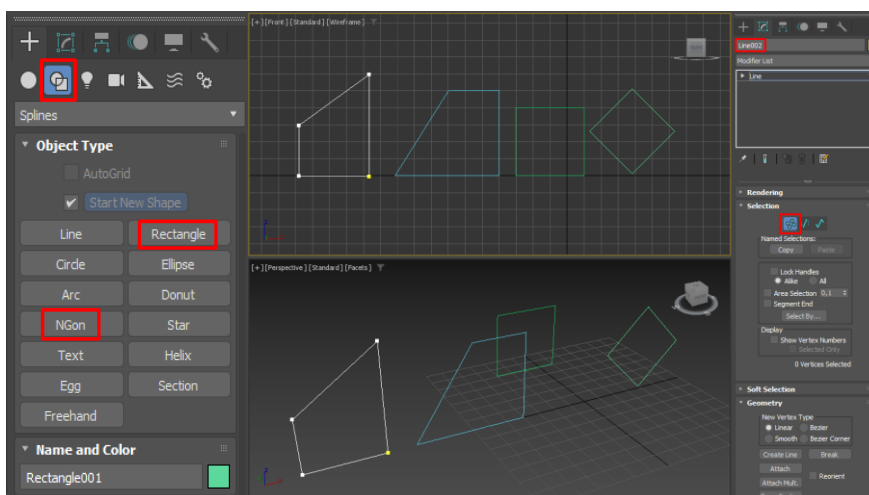 Splines
Object Type
AutoGrid
Start New Shape
Line
Rectangle
Circle
Ellipse
Arc
Donut
NGon
Star
Text
Helix
Egg
Section
Freehand
Name and Color
Rectangle001
[+][Front][Standard][Wireframe]
[+][Perspective][Standard][Facets]
Line002
Modifier List
Line
Rendering
Selection
Named Selections:
Copy
Paste
Lock Handles
Alike
All
Area Selection 0,1
Segment End
Select By...
Display
Show Vertex Numbers
Selected Only
0 Vertices Selected
Soft Selection
Geometry
New Vertex Type
Linear
Bezier
Smooth
Bezier Corner
Create Line
Break
Attach
Reorient
Attach Mult.